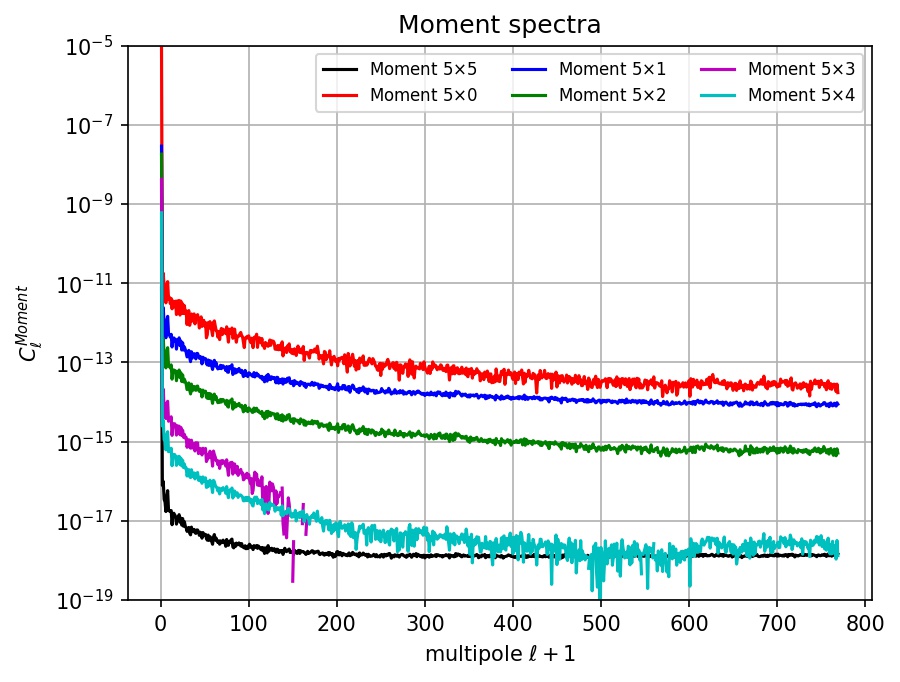 Moment spectra
10⁻⁵
10⁻⁷
10⁻⁹
10⁻¹¹
10⁻¹³
10⁻¹⁵
10⁻¹⁷
10⁻¹⁹
C_ℓ^Moment
Moment 5×5 Moment 5×1 Moment 5×3
Moment 5×0 Moment 5×2 Moment 5×4
0 100 200 300 400 500 600 700 800
multipole ℓ + 1